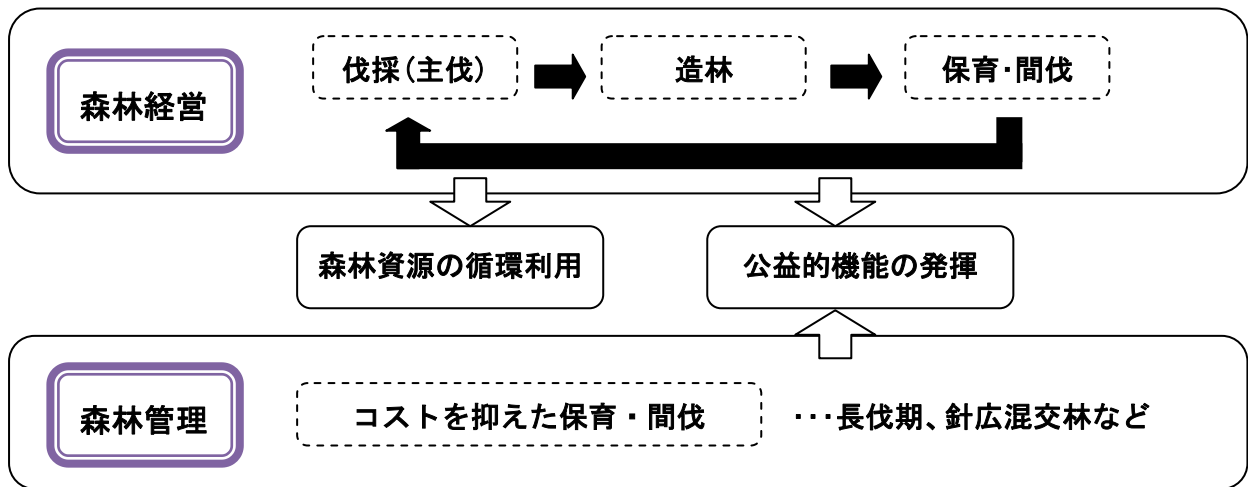 森林経営
伐採(主伐)
造林
保育・間伐
森林資源の循環利用
公益的機能の発揮
森林管理
コストを抑えた保育・間伐
・・・長伐期、針広混交林など